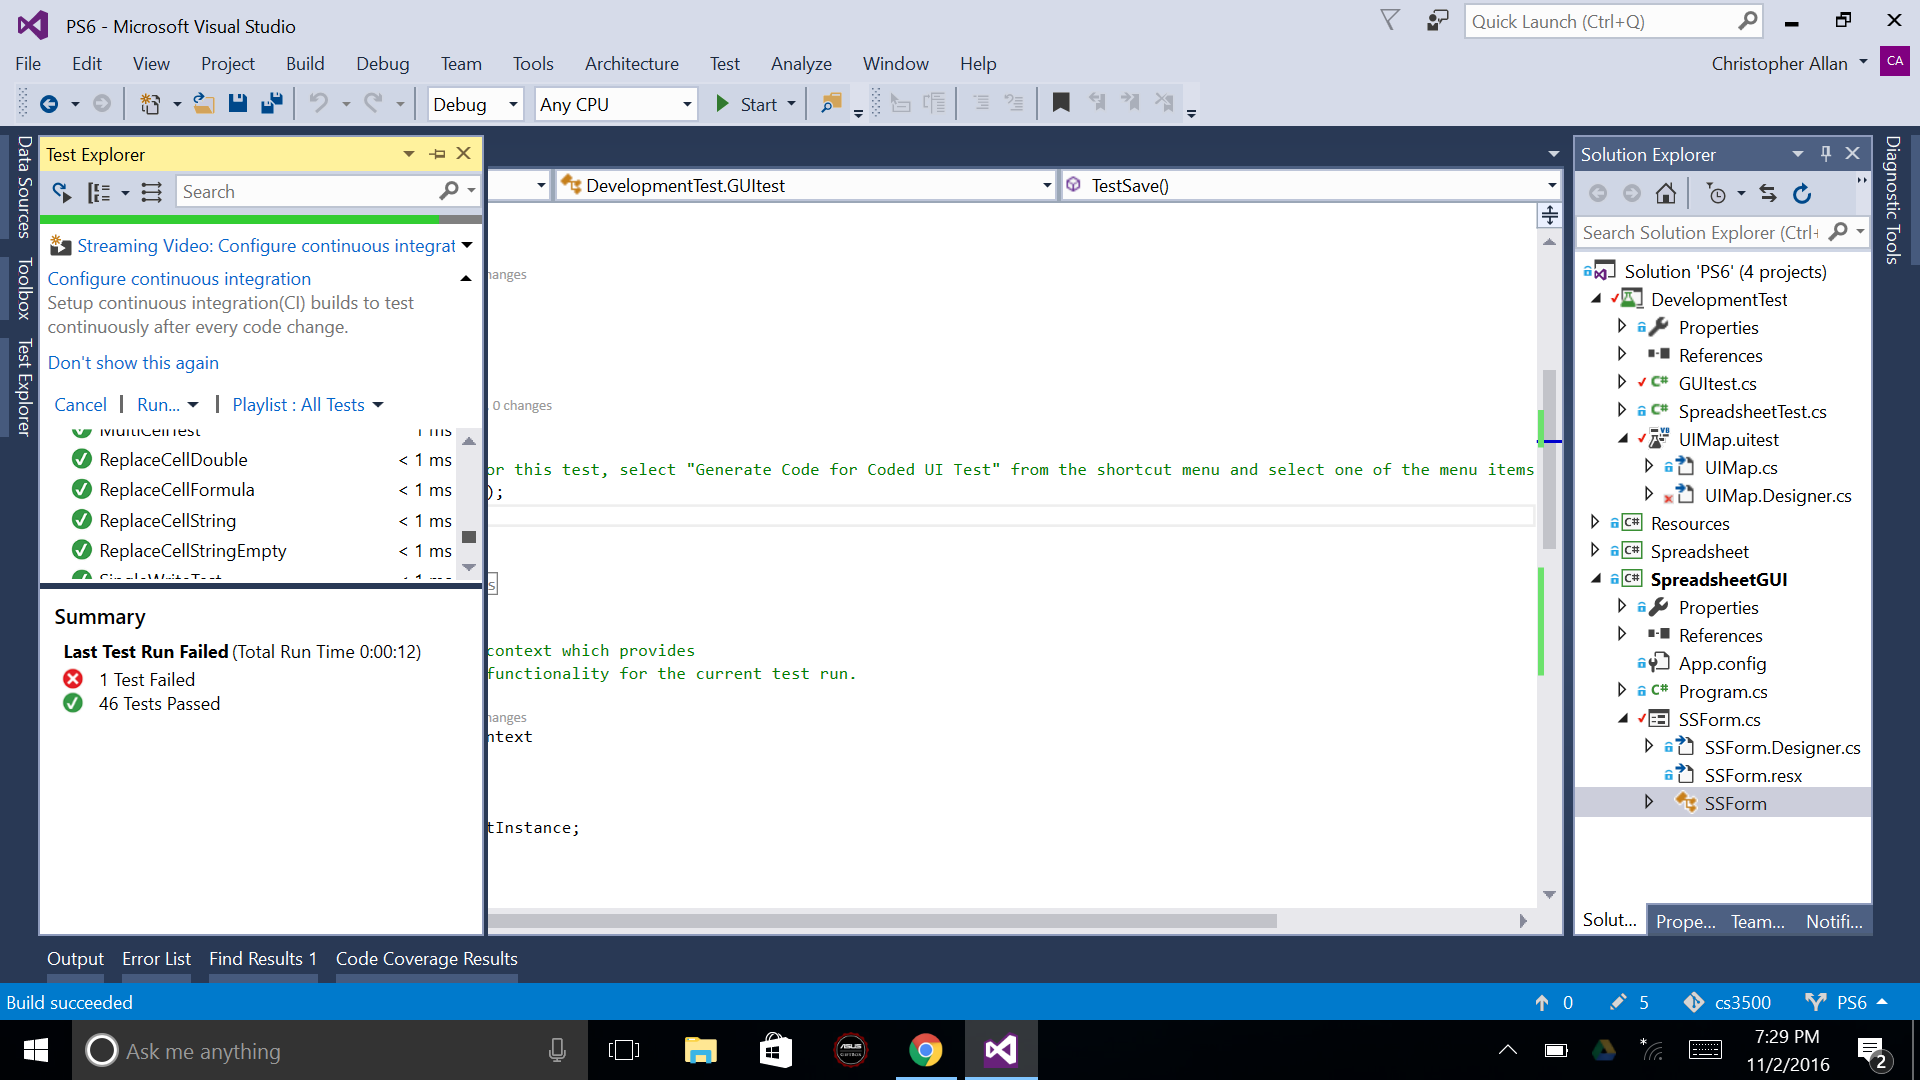 PS6 - Microsoft Visual Studio
Quick Launch (Ctrl+Q)
File Edit View Project Build Debug Team Tools Architecture Test Analyze Window Help
Christopher Allan CA
Debug Any CPU Start
Data Sources
Toolbox
Test Explorer
Test Explorer
Search
Streaming Video: Configure continuous integrat
Configure continuous integration
Setup continuous integration(CI) builds to test
continuously after every code change.
Don't show this again
Cancel | Run... | Playlist : All Tests
MultiCellTest 1 ms
ReplaceCellDouble < 1 ms
ReplaceCellFormula < 1 ms
ReplaceCellString < 1 ms
ReplaceCellStringEmpty < 1 ms
SingleWriteTest < 1 ms
Summary
Last Test Run Failed (Total Run Time 0:00:12)
1 Test Failed
46 Tests Passed
DevelopmentTest.GUItest TestSave()
hanges
, 0 changes
or this test, select "Generate Code for Coded UI Test" from the shortcut menu and select one of the menu items
);
s
context which provides
functionality for the current test run.
hanges
ntext
tInstance;
Solution Explorer
Search Solution Explorer (Ctrl+
Solution 'PS6' (4 projects)
DevelopmentTest
Properties
References
C# GUItest.cs
C# SpreadsheetTest.cs
VB UIMap.uitest
UIMap.cs
UIMap.Designer.cs
C# Resources
C# Spreadsheet
C# SpreadsheetGUI
Properties
References
App.config
C# Program.cs
SSForm.cs
SSForm.Designer.cs
SSForm.resx
SSForm
Solut... Prope... Team... Notifi...
Diagnostic Tools
Output Error List Find Results 1 Code Coverage Results
Build succeeded
0 5 cs3500 PS6
Ask me anything
7:29 PM
11/2/2016
2